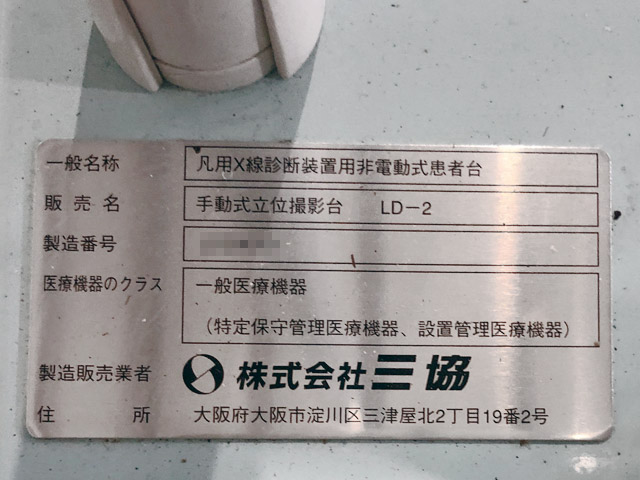 一般名称 凡用X線診断装置用非電動式患者台
販売名 手動式立位撮影台 LD-2
製造番号
医療機器のクラス 一般医療機器
(特定保守管理医療機器、設置管理医療機器)
製造販売業者 株式会社三協
住所 大阪府大阪市淀川区三津屋北2丁目19番2号